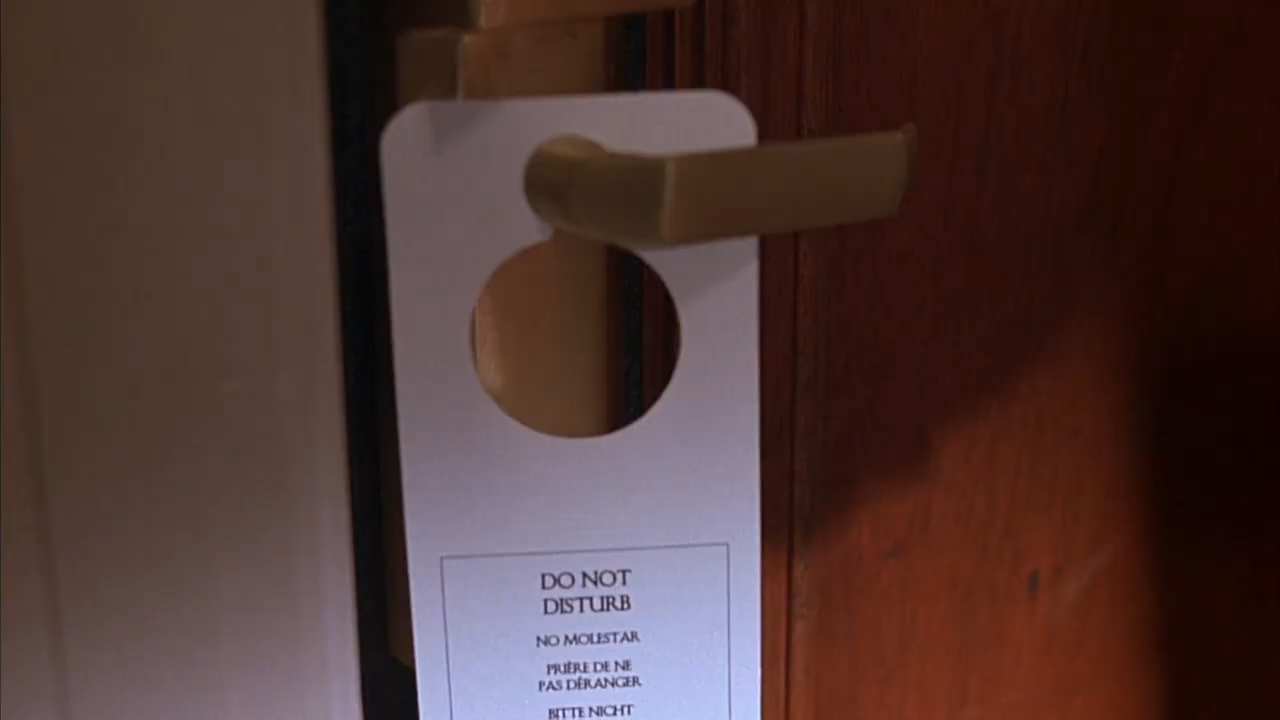 DO NOT
DISTURB
NO MOLESTAR
PRIÈRE DE NE
PAS DÉRANGER
BITTE NICHT